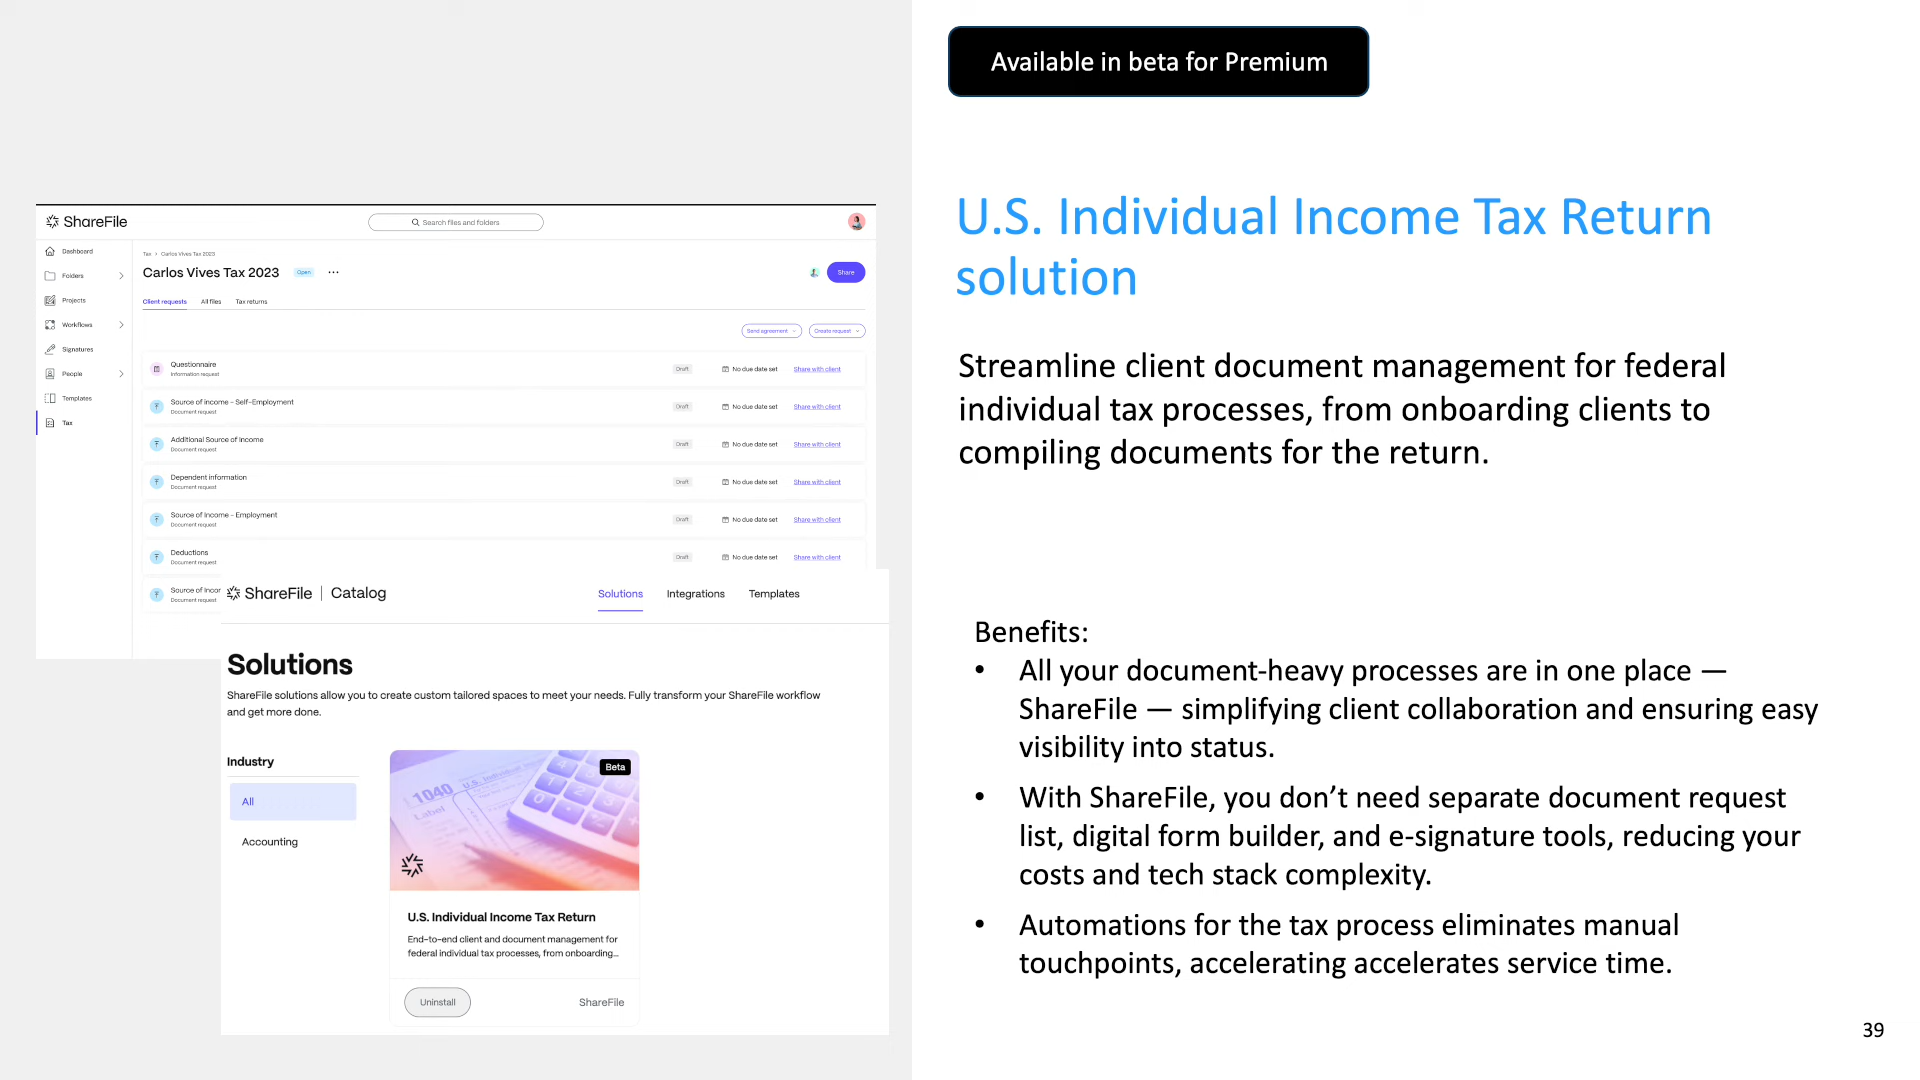 Available in beta for Premium
U.S. Individual Income Tax Return
solution
Streamline client document management for federal
individual tax processes, from onboarding clients to
compiling documents for the return.
Benefits:
• All your document-heavy processes are in one place —
ShareFile — simplifying client collaboration and ensuring easy
visibility into status.
• With ShareFile, you don’t need separate document request
list, digital form builder, and e-signature tools, reducing your
costs and tech stack complexity.
• Automations for the tax process eliminates manual
touchpoints, accelerating accelerates service time.
39
ShareFile
Search files and folders
Dashboard
Folders
Projects
Workflows
Signatures
People
Templates
Tax
Tax > Carlos Vives Tax 2023
Carlos Vives Tax 2023 Open ...
Share
Client requests All files Tax returns
Send agreement Create request
Questionnaire
Information request
Draft No due date set Share with client
Source of income - Self-Employment
Document request
Draft No due date set Share with client
Additional Source of Income
Document request
Draft No due date set Share with client
Dependent information
Document request
Draft No due date set Share with client
Source of Income - Employment
Document request
Draft No due date set Share with client
Deductions
Document request
Draft No due date set Share with client
Source of Incor
Document request
ShareFile | Catalog
Solutions Integrations Templates
Solutions
ShareFile solutions allow you to create custom tailored spaces to meet your needs. Fully transform your ShareFile workflow
and get more done.
Industry
All
Accounting
Beta
1040 U.S. Individual
Label
U.S. Individual Income Tax Return
End-to-end client and document management for
federal individual tax processes, from onboarding...
Uninstall
ShareFile